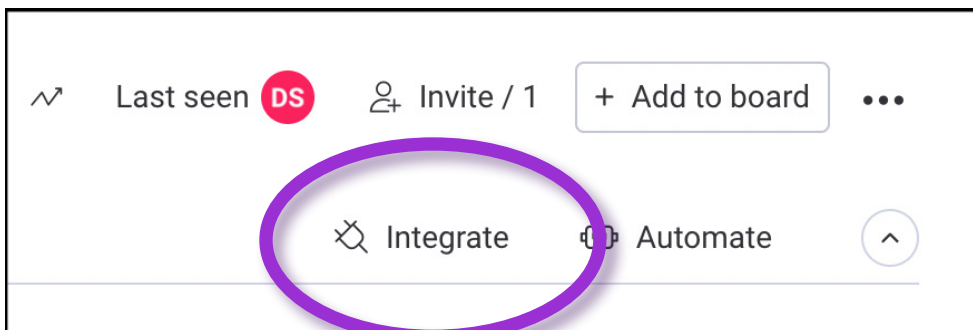 Last seen DS Invite / 1 + Add to board •••
Integrate Automate